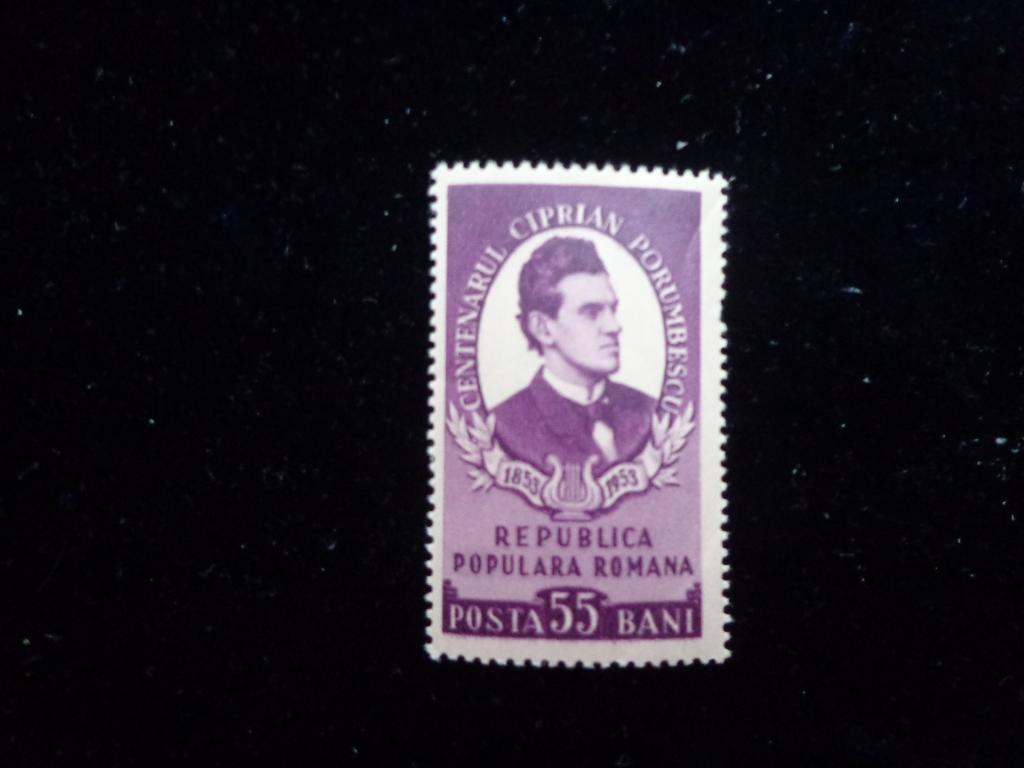 CENTENARUL CIPRIAN PORUMBESCU
1853 1953
REPUBLICA
POPULARA ROMANA
POSTA 55 BANI